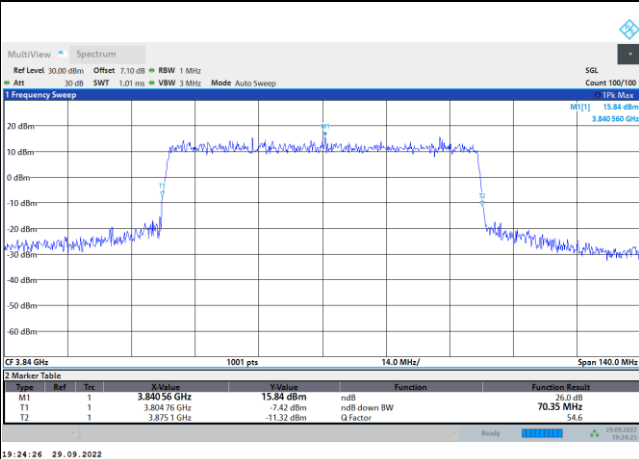 MultiView Spectrum
Ref Level 30.00 dBm Offset 7.10 dB RBW 1 MHz SGL
Att 30 dB SWT 1.01 ms VBW 3 MHz Mode Auto Sweep Count 100/100
1 Frequency Sweep 1Pk Max
M1[1] 15.84 dBm
3.840 560 GHz
M1
20 dBm
10 dBm
T1
0 dBm
T2
-10 dBm
-20 dBm
-30 dBm
-40 dBm
-50 dBm
-60 dBm
CF 3.84 GHz 1001 pts 14.0 MHz/ Span 140.0 MHz
2 Marker Table
Type Ref Trc X-Value Y-Value Function Function Result
M1 1 3.840 56 GHz 15.84 dBm ndB 26.0 dB
T1 1 3.804 76 GHz -7.42 dBm ndB down BW 70.35 MHz
T2 1 3.875 1 GHz -11.32 dBm Q Factor 54.6
Ready 29.09.2022
19:24:25
19:24:26 29.09.2022